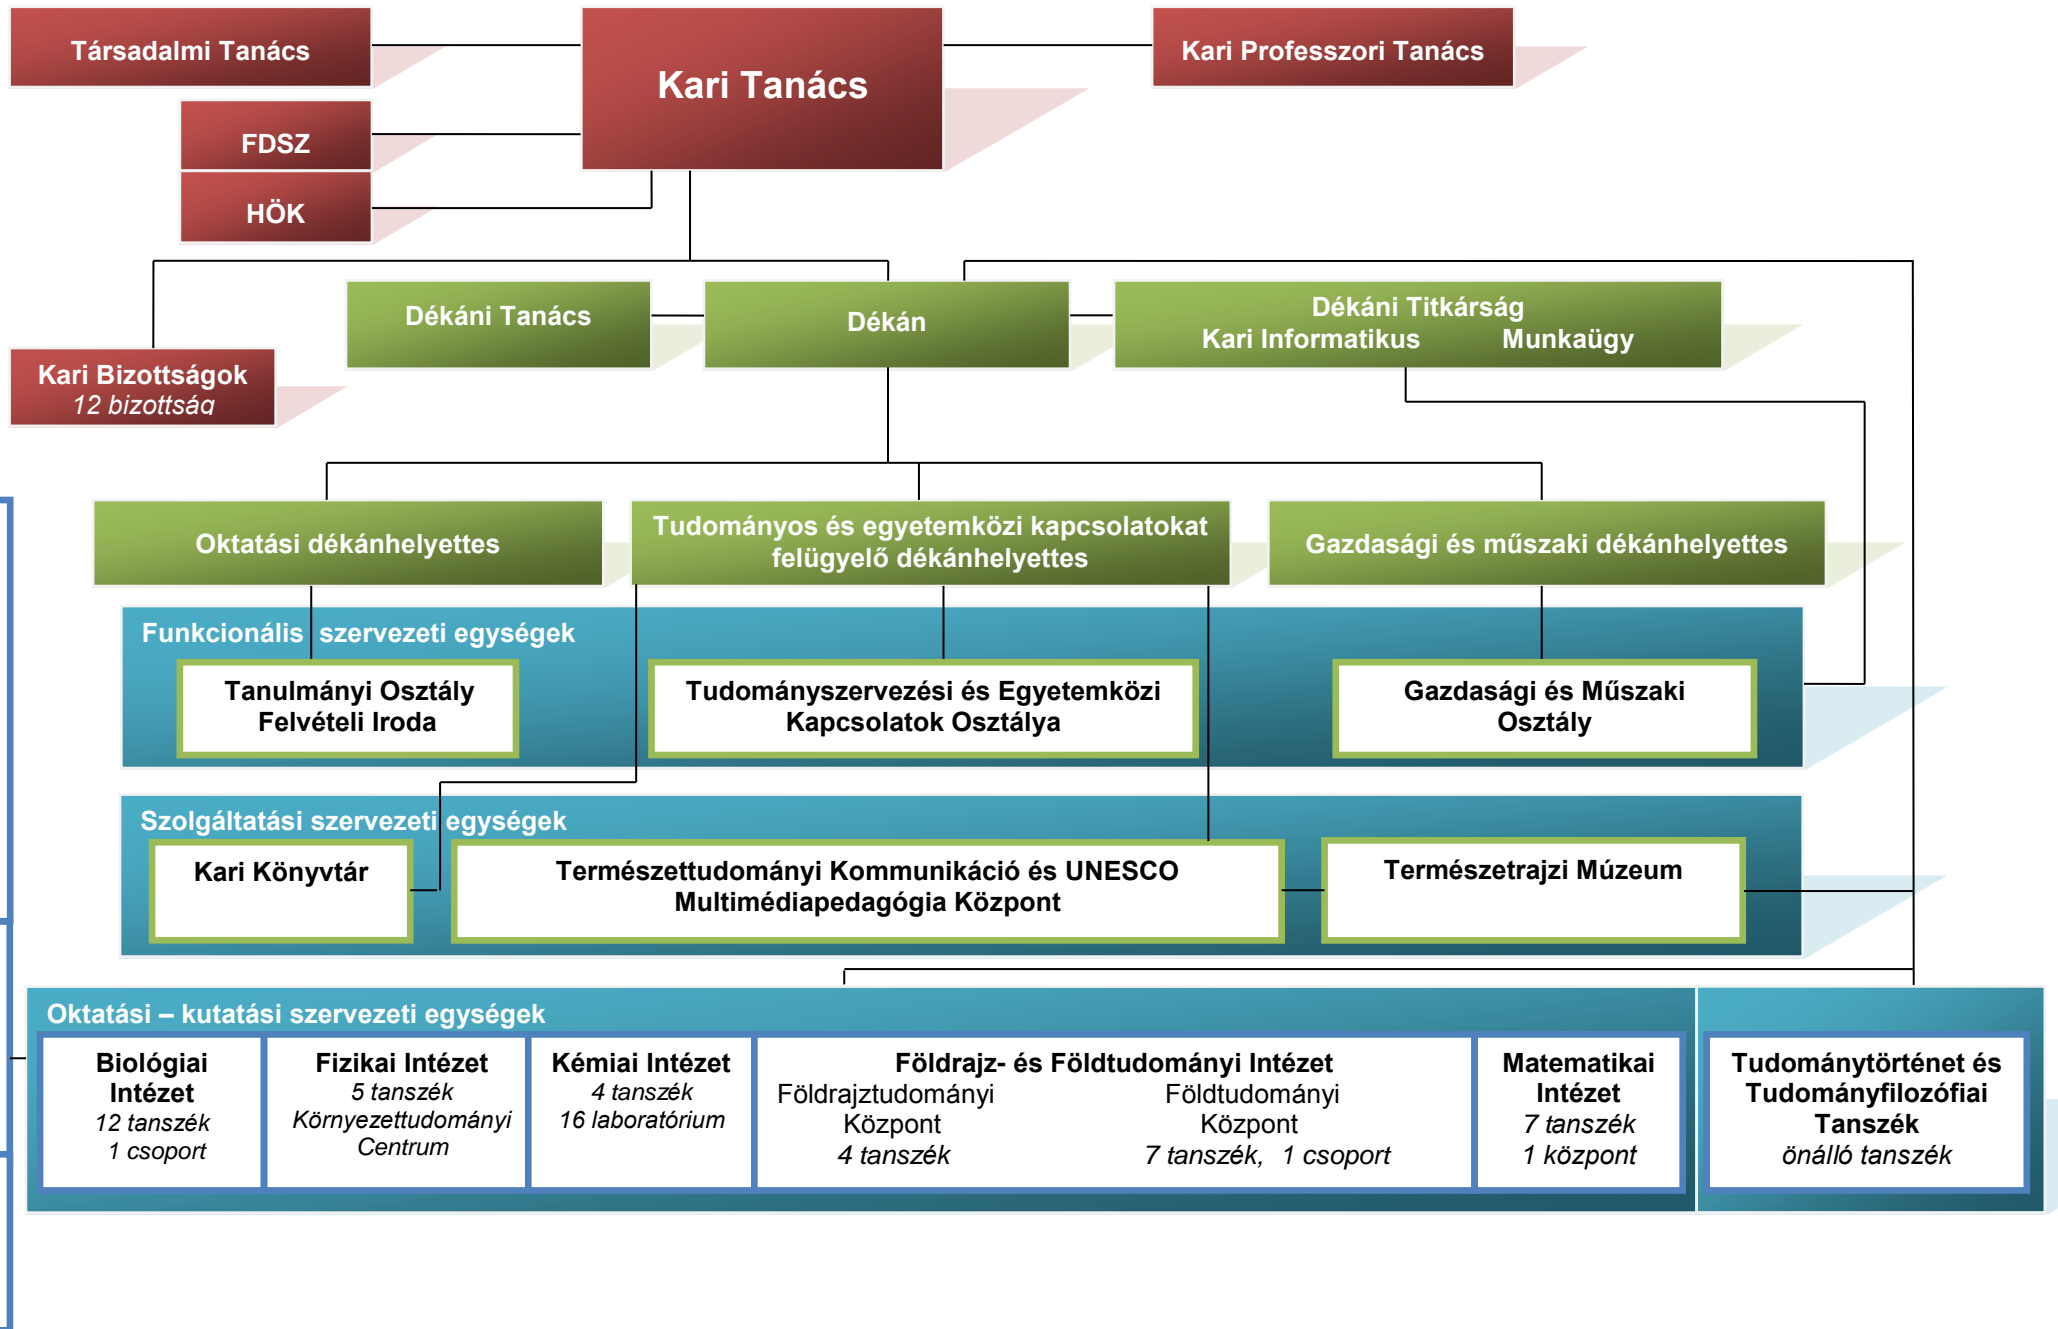 Társadalmi Tanács
Kari Tanács
Kari Professzori Tanács
FDSZ
HÖK
Dékáni Tanács
Dékán
Dékáni Titkárság
Kari Informatikus Munkaügy
Kari Bizottságok
12 bizottság
Oktatási dékánhelyettes
Tudományos és egyetemközi kapcsolatokat
felügyelő dékánhelyettes
Gazdasági és műszaki dékánhelyettes
Funkcionális szervezeti egységek
Tanulmányi Osztály
Felvételi Iroda
Tudományszervezési és Egyetemközi
Kapcsolatok Osztálya
Gazdasági és Műszaki
Osztály
Szolgáltatási szervezeti egységek
Kari Könyvtár
Természettudományi Kommunikáció és UNESCO
Multimédiapedagógia Központ
Természetrajzi Múzeum
Oktatási – kutatási szervezeti egységek
Biológiai
Intézet
12 tanszék
1 csoport
Fizikai Intézet
5 tanszék
Környezettudományi
Centrum
Kémiai Intézet
4 tanszék
16 laboratórium
Földrajz- és Földtudományi Intézet
Földrajztudományi
Központ
4 tanszék
Földtudományi
Központ
7 tanszék, 1 csoport
Matematikai
Intézet
7 tanszék
1 központ
Tudománytörténet és
Tudományfilozófiai
Tanszék
önálló tanszék